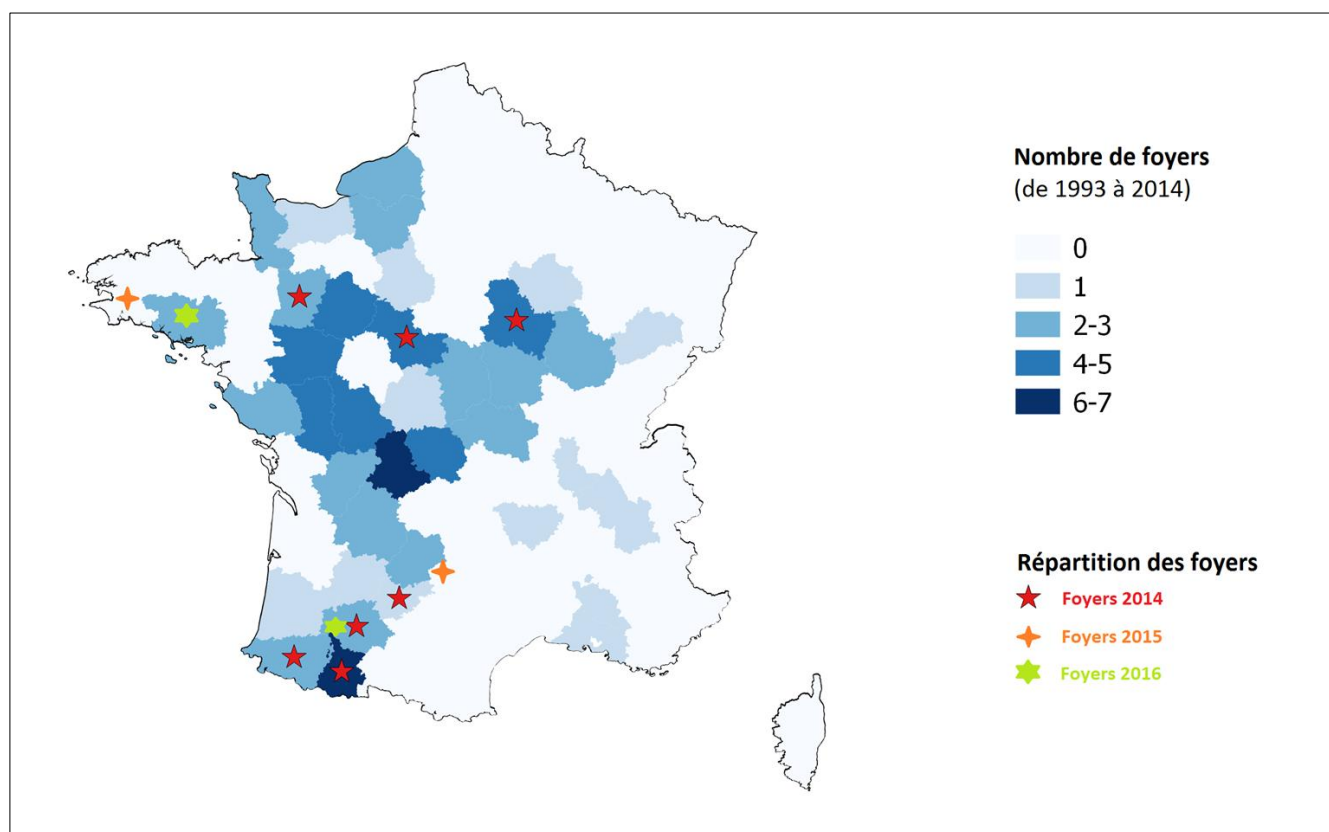 Nombre de foyers
(de 1993 à 2014)
0
1
2-3
4-5
6-7
Répartition des foyers
Foyers 2014
Foyers 2015
Foyers 2016